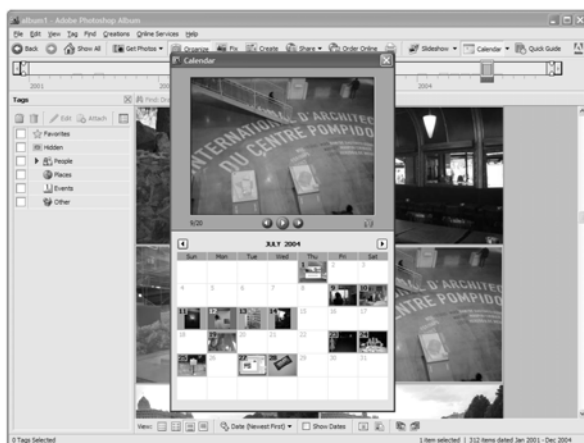 album1 - Adobe Photoshop Album
File Edit View Tag Find Creations Online Services Help
Back Show All Get Photos Organize Fix Create Share Order Online Slideshow Calendar Quick Guide
2001 2004
Tags Find:
Edit Attach
Favorites
Hidden
People
Places
Events
Other
Calendar
INTERNATIONAL D'ARCHITEC
DU CENTRE POMPIDO
9/20
JULY 2004
Sun Mon Tue Wed Thu Fri Sat
1 2 3
4 5 6 7 8 9 10
11 12 13 14 15 16 17
18 19 20 21 22 23 24
25 26 27 28 29 30 31
D'ARCHITEC
POMPIDO
View: Date (Newest First) Show Dates
0 Tags Selected 1 item selected | 312 items dated Jan 2001 - Dec 2004